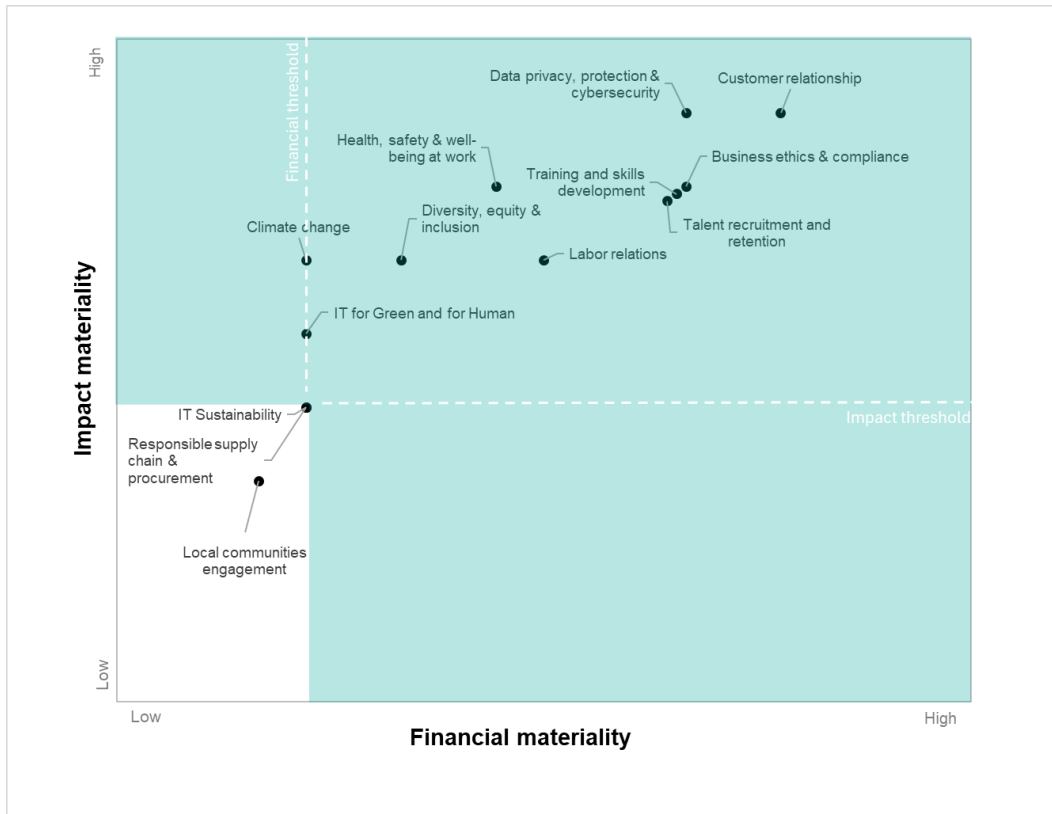 High
Financial threshold
Data privacy, protection &
cybersecurity
Customer relationship
Health, safety & well-
being at work
Business ethics & compliance
Training and skills
development
Diversity, equity &
inclusion
Talent recruitment and
retention
Climate change
Labor relations
IT for Green and for Human
Impact materiality
IT Sustainability
Impact threshold
Responsible supply
chain &
procurement
Local communities
engagement
Low
Low
High
Financial materiality